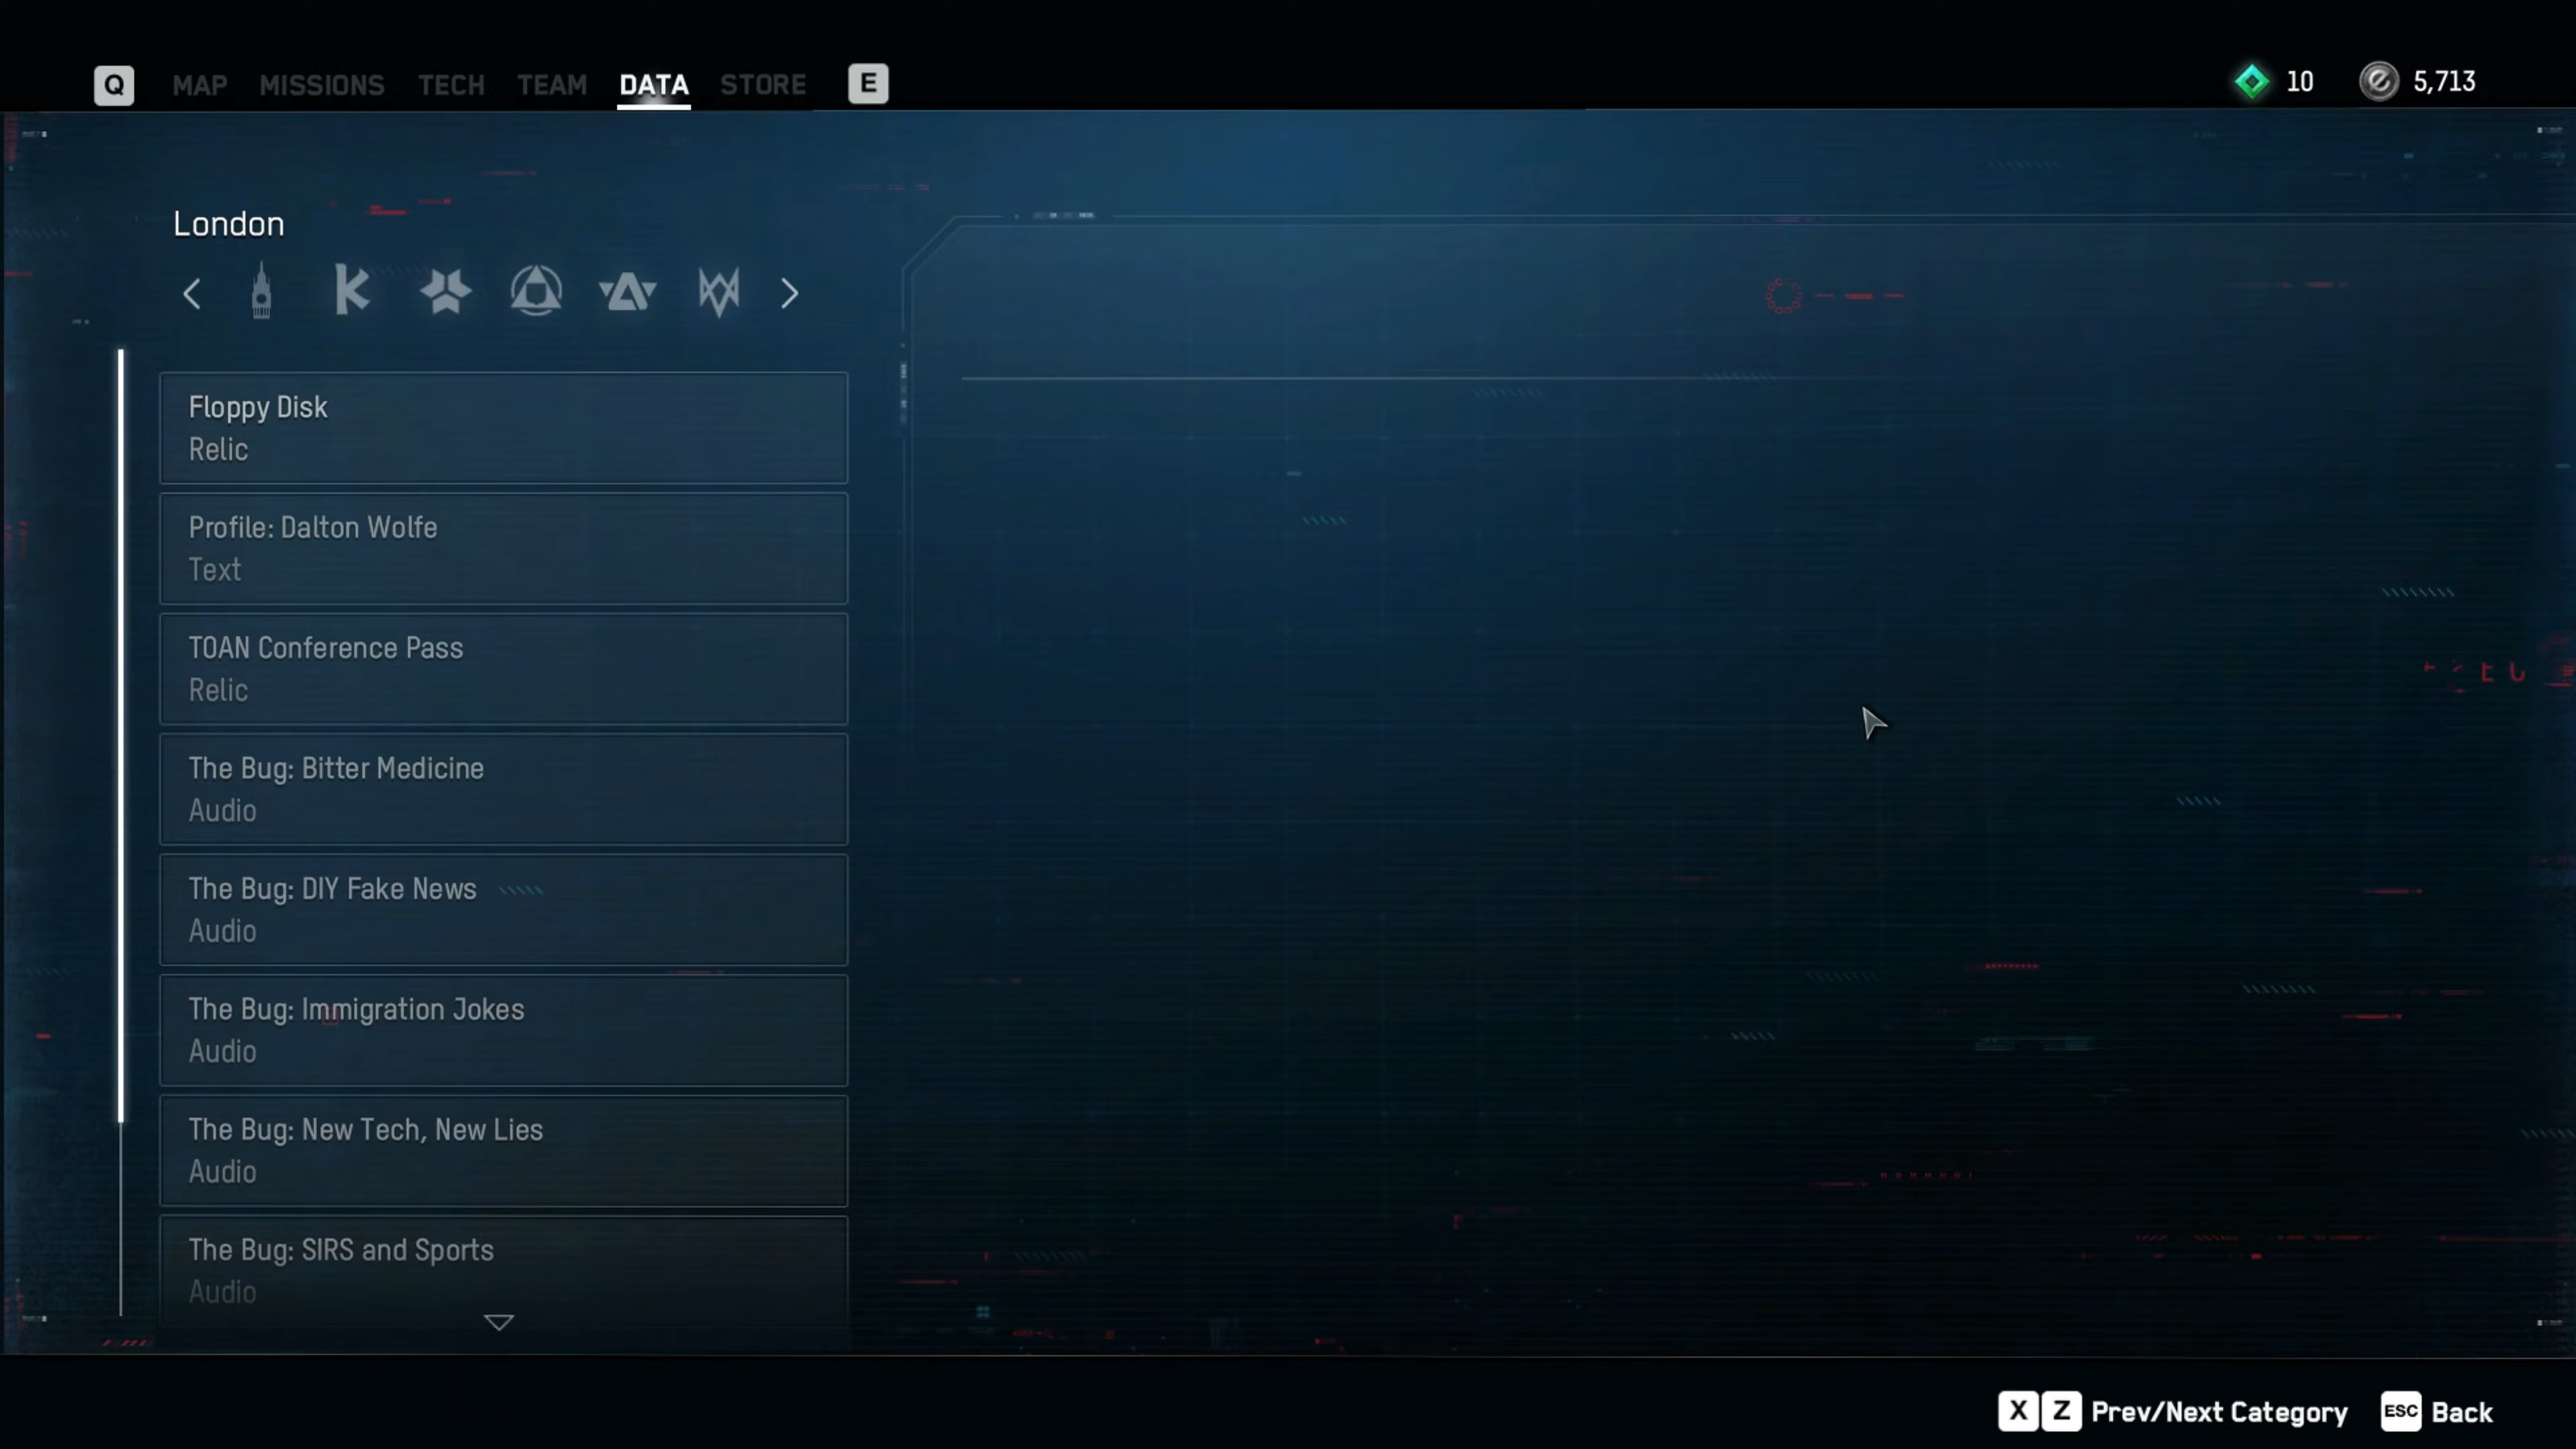 Q MAP MISSIONS TECH TEAM DATA STORE E 10 5,713
London
Floppy Disk
Relic
Profile: Dalton Wolfe
Text
TOAN Conference Pass
Relic
The Bug: Bitter Medicine
Audio
The Bug: DIY Fake News
Audio
The Bug: Immigration Jokes
Audio
The Bug: New Tech, New Lies
Audio
The Bug: SIRS and Sports
Audio
X Z Prev/Next Category ESC Back